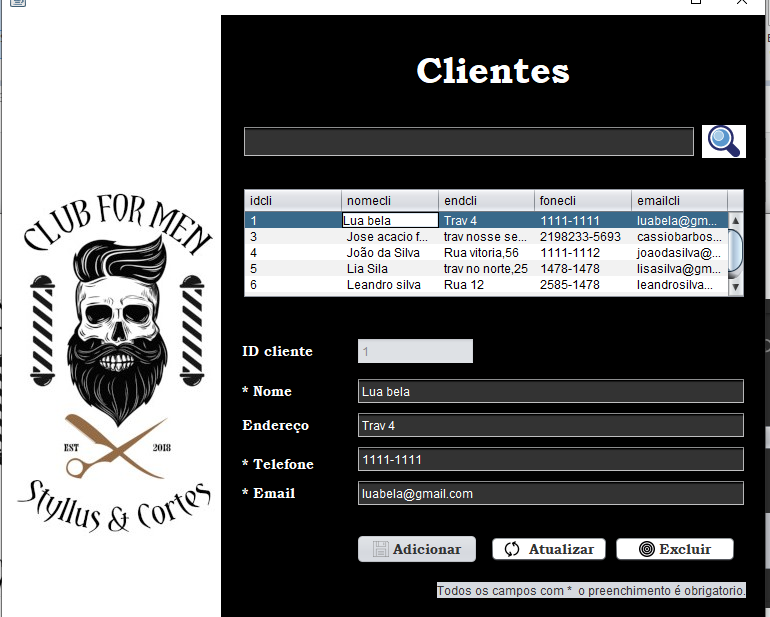 Clientes
CLUB FOR MEN
EST 2018
Styllus & Cortes
idcli nomecli endcli fonecli emailcli
1 Lua bela Trav 4 1111-1111 luabela@gm...
3 Jose acacio f... trav nosse se... 2198233-5693 cassiobarbos...
4 João da Silva Rua vitoria,56 1111-1112 joaodasilva@...
5 Lia Sila trav no norte,25 1478-1478 lisasilva@gm...
6 Leandro silva Rua 12 2585-1478 leandrosilva...
ID cliente 1
* Nome Lua bela
Endereço Trav 4
* Telefone 1111-1111
* Email luabela@gmail.com
Adicionar Atualizar Excluir
Todos os campos com * o preenchimento é obrigatorio.